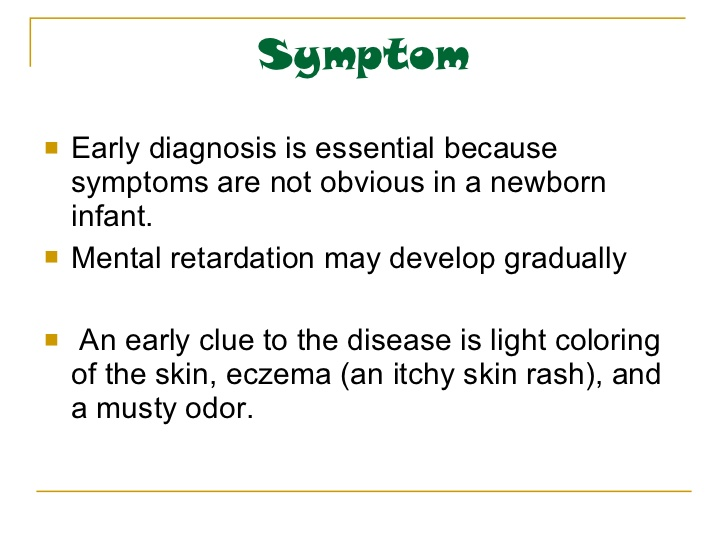 Symptom
Early diagnosis is essential because
symptoms are not obvious in a newborn
infant.
Mental retardation may develop gradually
An early clue to the disease is light coloring
of the skin, eczema (an itchy skin rash), and
a musty odor.